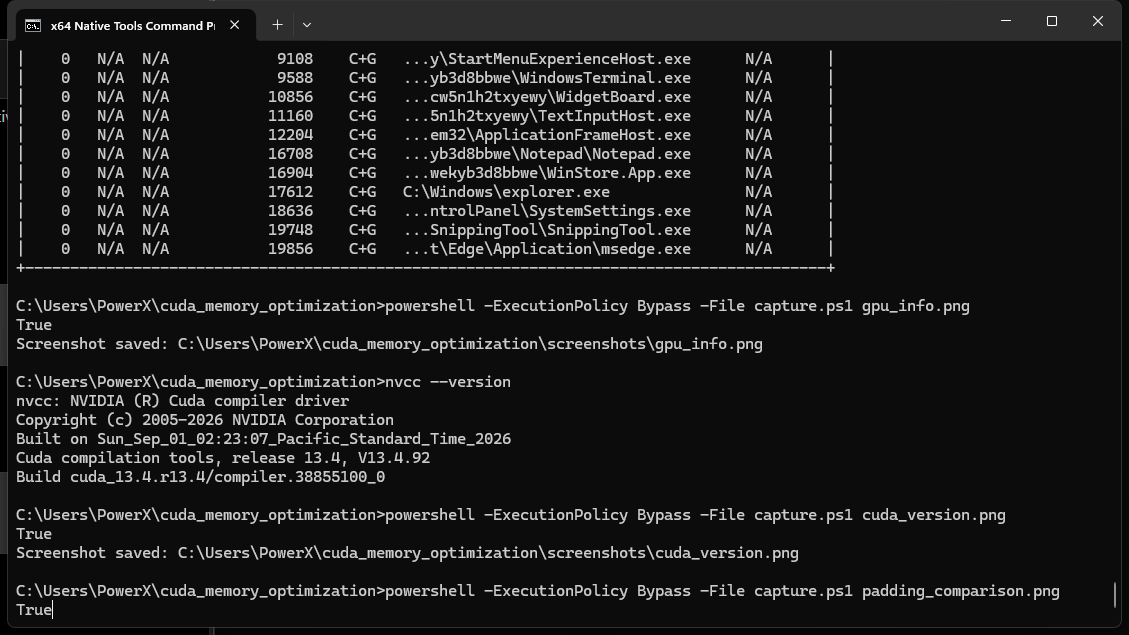 x64 Native Tools Command Pr
| 0 N/A N/A 9108 C+G ...y\StartMenuExperienceHost.exe N/A |
| 0 N/A N/A 9588 C+G ...yb3d8bbwe\WindowsTerminal.exe N/A |
| 0 N/A N/A 10856 C+G ...cw5n1h2txyewy\WidgetBoard.exe N/A |
| 0 N/A N/A 11160 C+G ...5n1h2txyewy\TextInputHost.exe N/A |
| 0 N/A N/A 12204 C+G ...em32\ApplicationFrameHost.exe N/A |
| 0 N/A N/A 16708 C+G ...yb3d8bbwe\Notepad\Notepad.exe N/A |
| 0 N/A N/A 16904 C+G ...wekyb3d8bbwe\WinStore.App.exe N/A |
| 0 N/A N/A 17612 C+G C:\Windows\explorer.exe N/A |
| 0 N/A N/A 18636 C+G ...ntrolPanel\SystemSettings.exe N/A |
| 0 N/A N/A 19748 C+G ...SnippingTool\SnippingTool.exe N/A |
| 0 N/A N/A 19856 C+G ...t\Edge\Application\msedge.exe N/A |
+-----------------------------------------------------------------------------------------+
C:\Users\PowerX\cuda_memory_optimization>powershell -ExecutionPolicy Bypass -File capture.ps1 gpu_info.png
True
Screenshot saved: C:\Users\PowerX\cuda_memory_optimization\screenshots\gpu_info.png
C:\Users\PowerX\cuda_memory_optimization>nvcc --version
nvcc: NVIDIA (R) Cuda compiler driver
Copyright (c) 2005-2026 NVIDIA Corporation
Built on Sun_Sep_01_02:23:07_Pacific_Standard_Time_2026
Cuda compilation tools, release 13.4, V13.4.92
Build cuda_13.4.r13.4/compiler.38855100_0
C:\Users\PowerX\cuda_memory_optimization>powershell -ExecutionPolicy Bypass -File capture.ps1 cuda_version.png
True
Screenshot saved: C:\Users\PowerX\cuda_memory_optimization\screenshots\cuda_version.png
C:\Users\PowerX\cuda_memory_optimization>powershell -ExecutionPolicy Bypass -File capture.ps1 padding_comparison.png
True